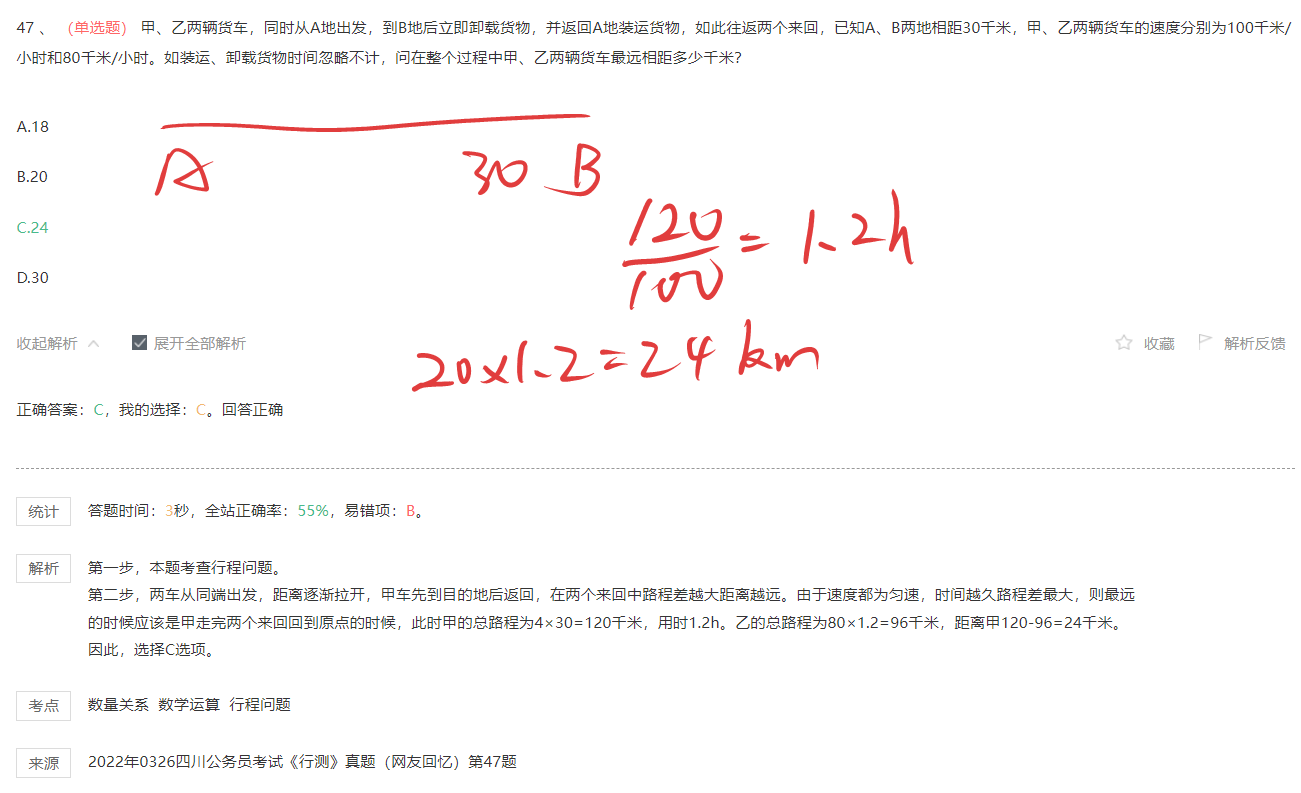 47 、 （单选题） 甲、乙两辆货车，同时从A地出发，到B地后立即卸载货物，并返回A地装运货物，如此往返两个来回，已知A、B两地相距30千米，甲、乙两辆货车的速度分别为100千米/
小时和80千米/小时。如装运、卸载货物时间忽略不计，问在整个过程中甲、乙两辆货车最远相距多少千米？
A.18
A 30 B
B.20
120/100 = 1.2h
C.24
D.30
收起解析 展开全部解析 收藏 解析反馈
20×1.2=24 km
正确答案：C，我的选择：C。回答正确
统计 答题时间：3秒，全站正确率：55%，易错项：B。
解析 第一步，本题考查行程问题。
第二步，两车从同端出发，距离逐渐拉开，甲车先到目的地后返回，在两个来回中路程差越大距离越远。由于速度都为匀速，时间越久路程差最大，则最远
的时候应该是甲走完两个来回回到原点的时候，此时甲的总路程为4×30=120千米，用时1.2h。乙的总路程为80×1.2=96千米，距离甲120-96=24千米。
因此，选择C选项。
考点 数量关系 数学运算 行程问题
来源 2022年0326四川公务员考试《行测》真题（网友回忆）第47题